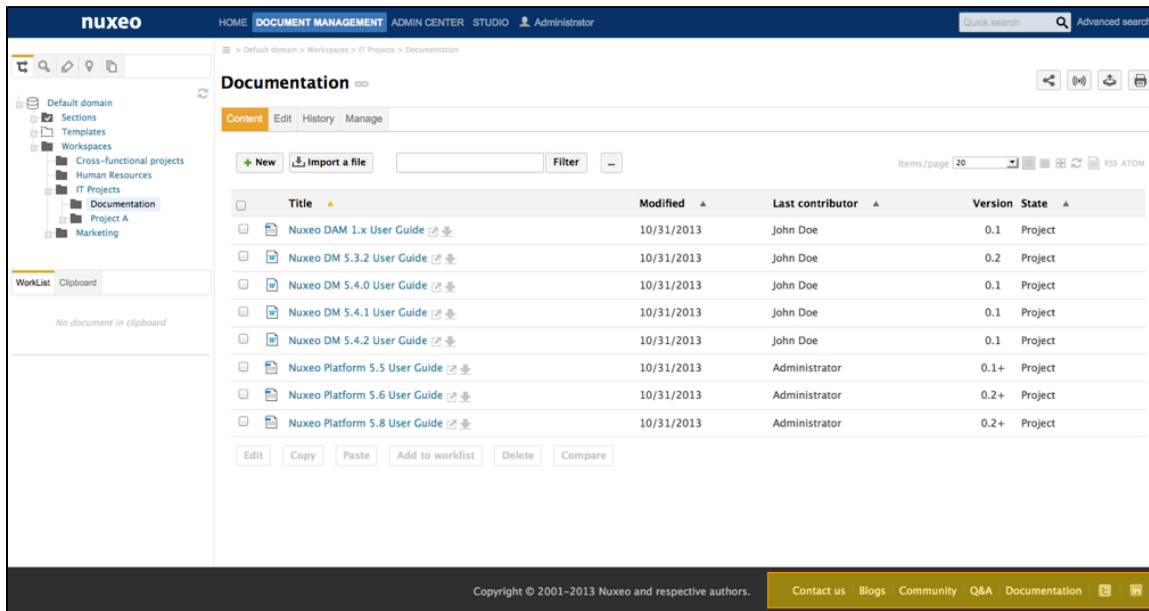 nuxeo HOME DOCUMENT MANAGEMENT ADMIN CENTER STUDIO Administrator Quick search Advanced search
> Default domain > Workspaces > IT Projects > Documentation
Documentation
Content Edit History Manage
Default domain
Sections
Templates
Workspaces
Cross-functional projects
Human Resources
IT Projects
Documentation
Project A
Marketing
WorkList Clipboard
No document in clipboard
+ New Import a file Filter ... Items/page 20 RSS ATOM
Title Modified Last contributor Version State
Nuxeo DAM 1.x User Guide 10/31/2013 John Doe 0.1 Project
Nuxeo DM 5.3.2 User Guide 10/31/2013 John Doe 0.2 Project
Nuxeo DM 5.4.0 User Guide 10/31/2013 John Doe 0.1 Project
Nuxeo DM 5.4.1 User Guide 10/31/2013 John Doe 0.1 Project
Nuxeo DM 5.4.2 User Guide 10/31/2013 John Doe 0.1 Project
Nuxeo Platform 5.5 User Guide 10/31/2013 Administrator 0.1+ Project
Nuxeo Platform 5.6 User Guide 10/31/2013 Administrator 0.2+ Project
Nuxeo Platform 5.8 User Guide 10/31/2013 Administrator 0.2+ Project
Edit Copy Paste Add to worklist Delete Compare
Copyright © 2001-2013 Nuxeo and respective authors. Contact us Blogs Community Q&A Documentation